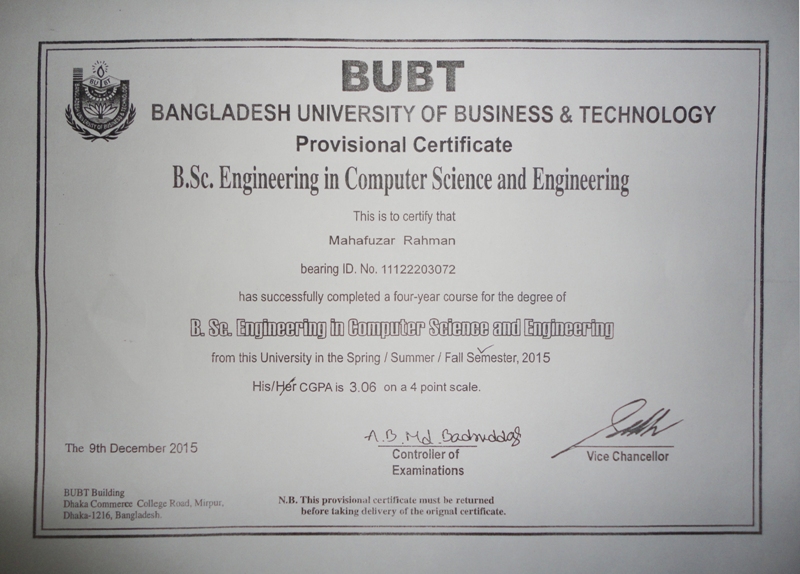 BUBT
BANGLADESH UNIVERSITY OF BUSINESS & TECHNOLOGY
Provisional Certificate
B.Sc. Engineering in Computer Science and Engineering
This is to certify that
Mahafuzar Rahman
bearing ID. No. 11122203072
has successfully completed a four-year course for the degree of
B. Sc. Engineering in Computer Science and Engineering
from this University in the Spring / Summer / Fall Semester, 2015
His/Her CGPA is 3.06 on a 4 point scale.
The 9th December 2015
Controller of
Examinations
Vice Chancellor
BUBT Building
Dhaka Commerce College Road, Mirpur,
Dhaka-1216, Bangladesh.
N.B. This provisional certificate must be returned
before taking delivery of the orignal certificate.